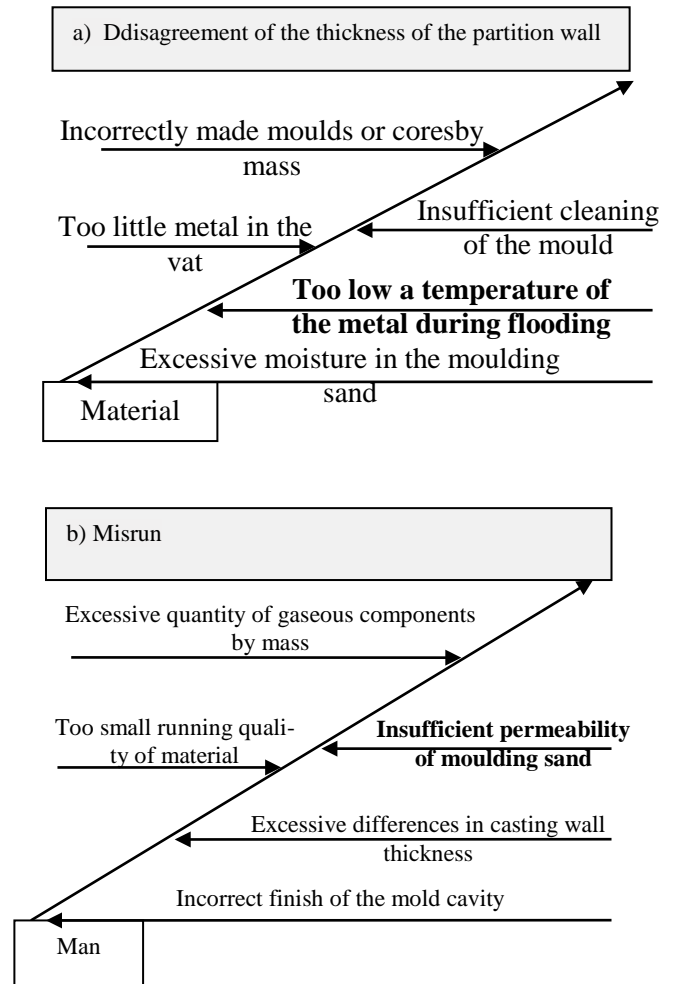 a) Ddisagreement of the thickness of the partition wall
Incorrectly made moulds or coresby
mass
Insufficient cleaning
of the mould
Too little metal in the
vat
Too low a temperature of
the metal during flooding
Excessive moisture in the moulding
sand
Material
b) Misrun
Excessive quantity of gaseous components
by mass
Too small running quali-
ty of material
Insufficient permeability
of moulding sand
Excessive differences in casting wall
thickness
Incorrect finish of the mold cavity
Man